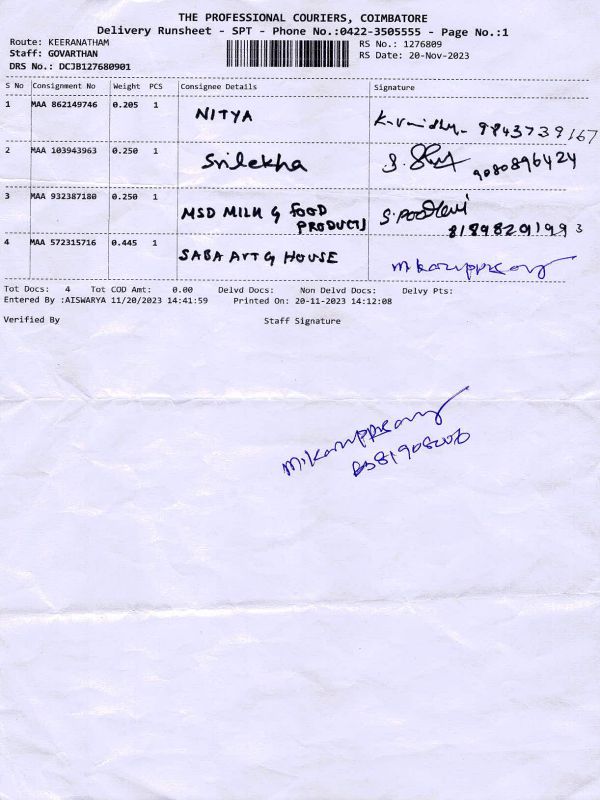 THE PROFESSIONAL COURIERS, COIMBATORE
Delivery Runsheet - SPT - Phone No.:0422-3505555 - Page No.:1
Route: KEERANATHAM RS No.: 1276809
Staff: GOVARTHAN RS Date: 20-Nov-2023
DRS No.: DCJB127680901
S No Consignment No Weight PCS Consignee Details Signature
1 MAA 862149746 0.205 1 NITYA 9843739167
2 MAA 103943963 0.250 1 Srilekha 9080896424
3 MAA 932387180 0.250 1 MSD MILK & FOOD
PRODUCTS 81898201993
4 MAA 572315716 0.445 1 SABA ART G HOUSE
Tot Docs: 4 Tot COD Amt: 0.00 Delvd Docs: Non Delvd Docs: Delvy Pts:
Entered By :AISWARYA 11/20/2023 14:41:59 Printed On: 20-11-2023 14:12:08
Verified By Staff Signature